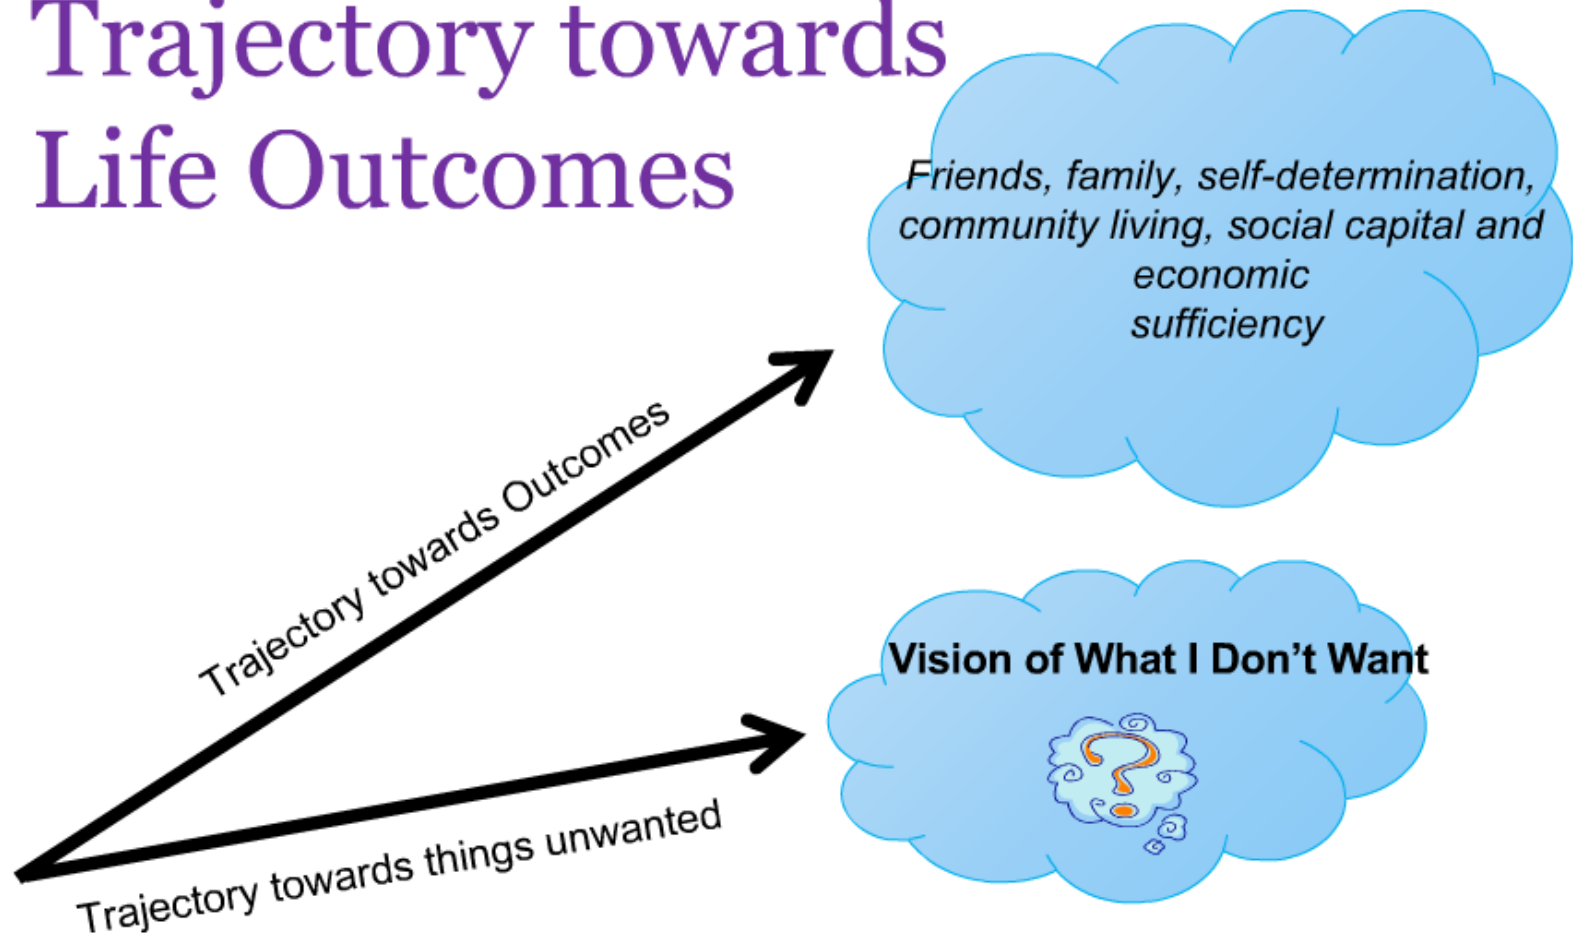 Trajectory towards
Life Outcomes
Friends, family, self-determination,
community living, social capital and
economic
sufficiency
Trajectory towards Outcomes
Vision of What I Don’t Want
?
Trajectory towards things unwanted